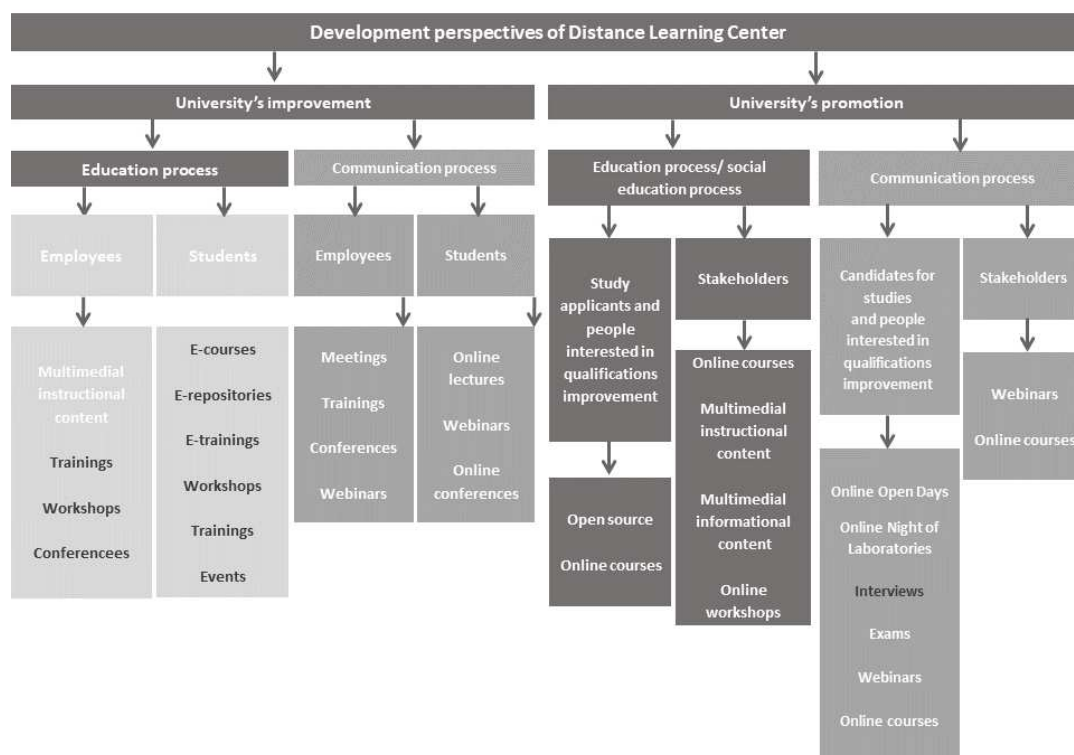 Development perspectives of Distance Learning Center
University's improvement
University's promotion
Education process
Communication process
Education process/ social
education process
Communication process
Employees
Students
Employees
Students
Study
applicants and
people
interested in
qualifications
improvement
Stakeholders
Candidates for
studies
and people
interested in
qualifications
improvement
Stakeholders
Multimedial
instructional
content
Trainings
Workshops
Conferencees
E-courses
E-repositories
E-trainings
Workshops
Trainings
Events
Meetings
Trainings
Conferences
Webinars
Online
lectures
Webinars
Online
conferences
Open source
Online courses
Online courses
Multimedial
instructional
content
Multimedial
informational
content
Online
workshops
Online Open Days
Online Night of
Laboratories
Interviews
Exams
Webinars
Online courses
Webinars
Online courses